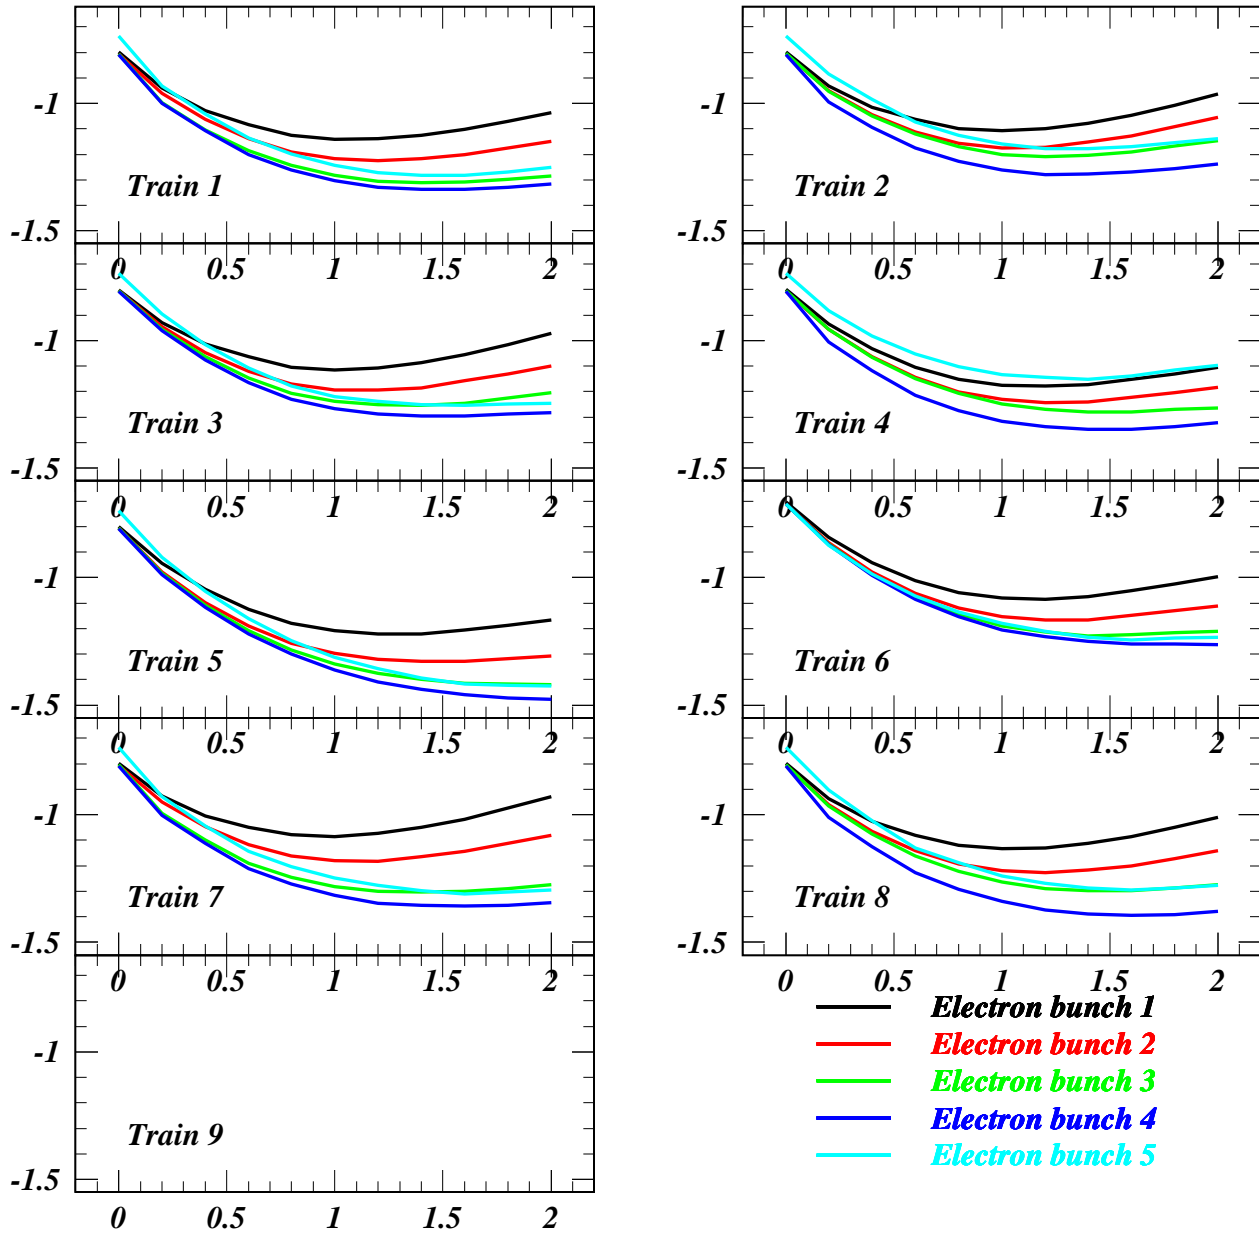 -1
-1.5
Train 1
-1
-1.5
Train 2
0 0.5 1 1.5 2
0 0.5 1 1.5 2
-1
-1.5
Train 3
-1
-1.5
Train 4
0 0.5 1 1.5 2
0 0.5 1 1.5 2
-1
-1.5
Train 5
-1
-1.5
Train 6
0 0.5 1 1.5 2
0 0.5 1 1.5 2
-1
-1.5
Train 7
-1
-1.5
Train 8
0 0.5 1 1.5 2
0 0.5 1 1.5 2
-1
-1.5
Train 9
0 0.5 1 1.5 2
Electron bunch 1
Electron bunch 2
Electron bunch 3
Electron bunch 4
Electron bunch 5